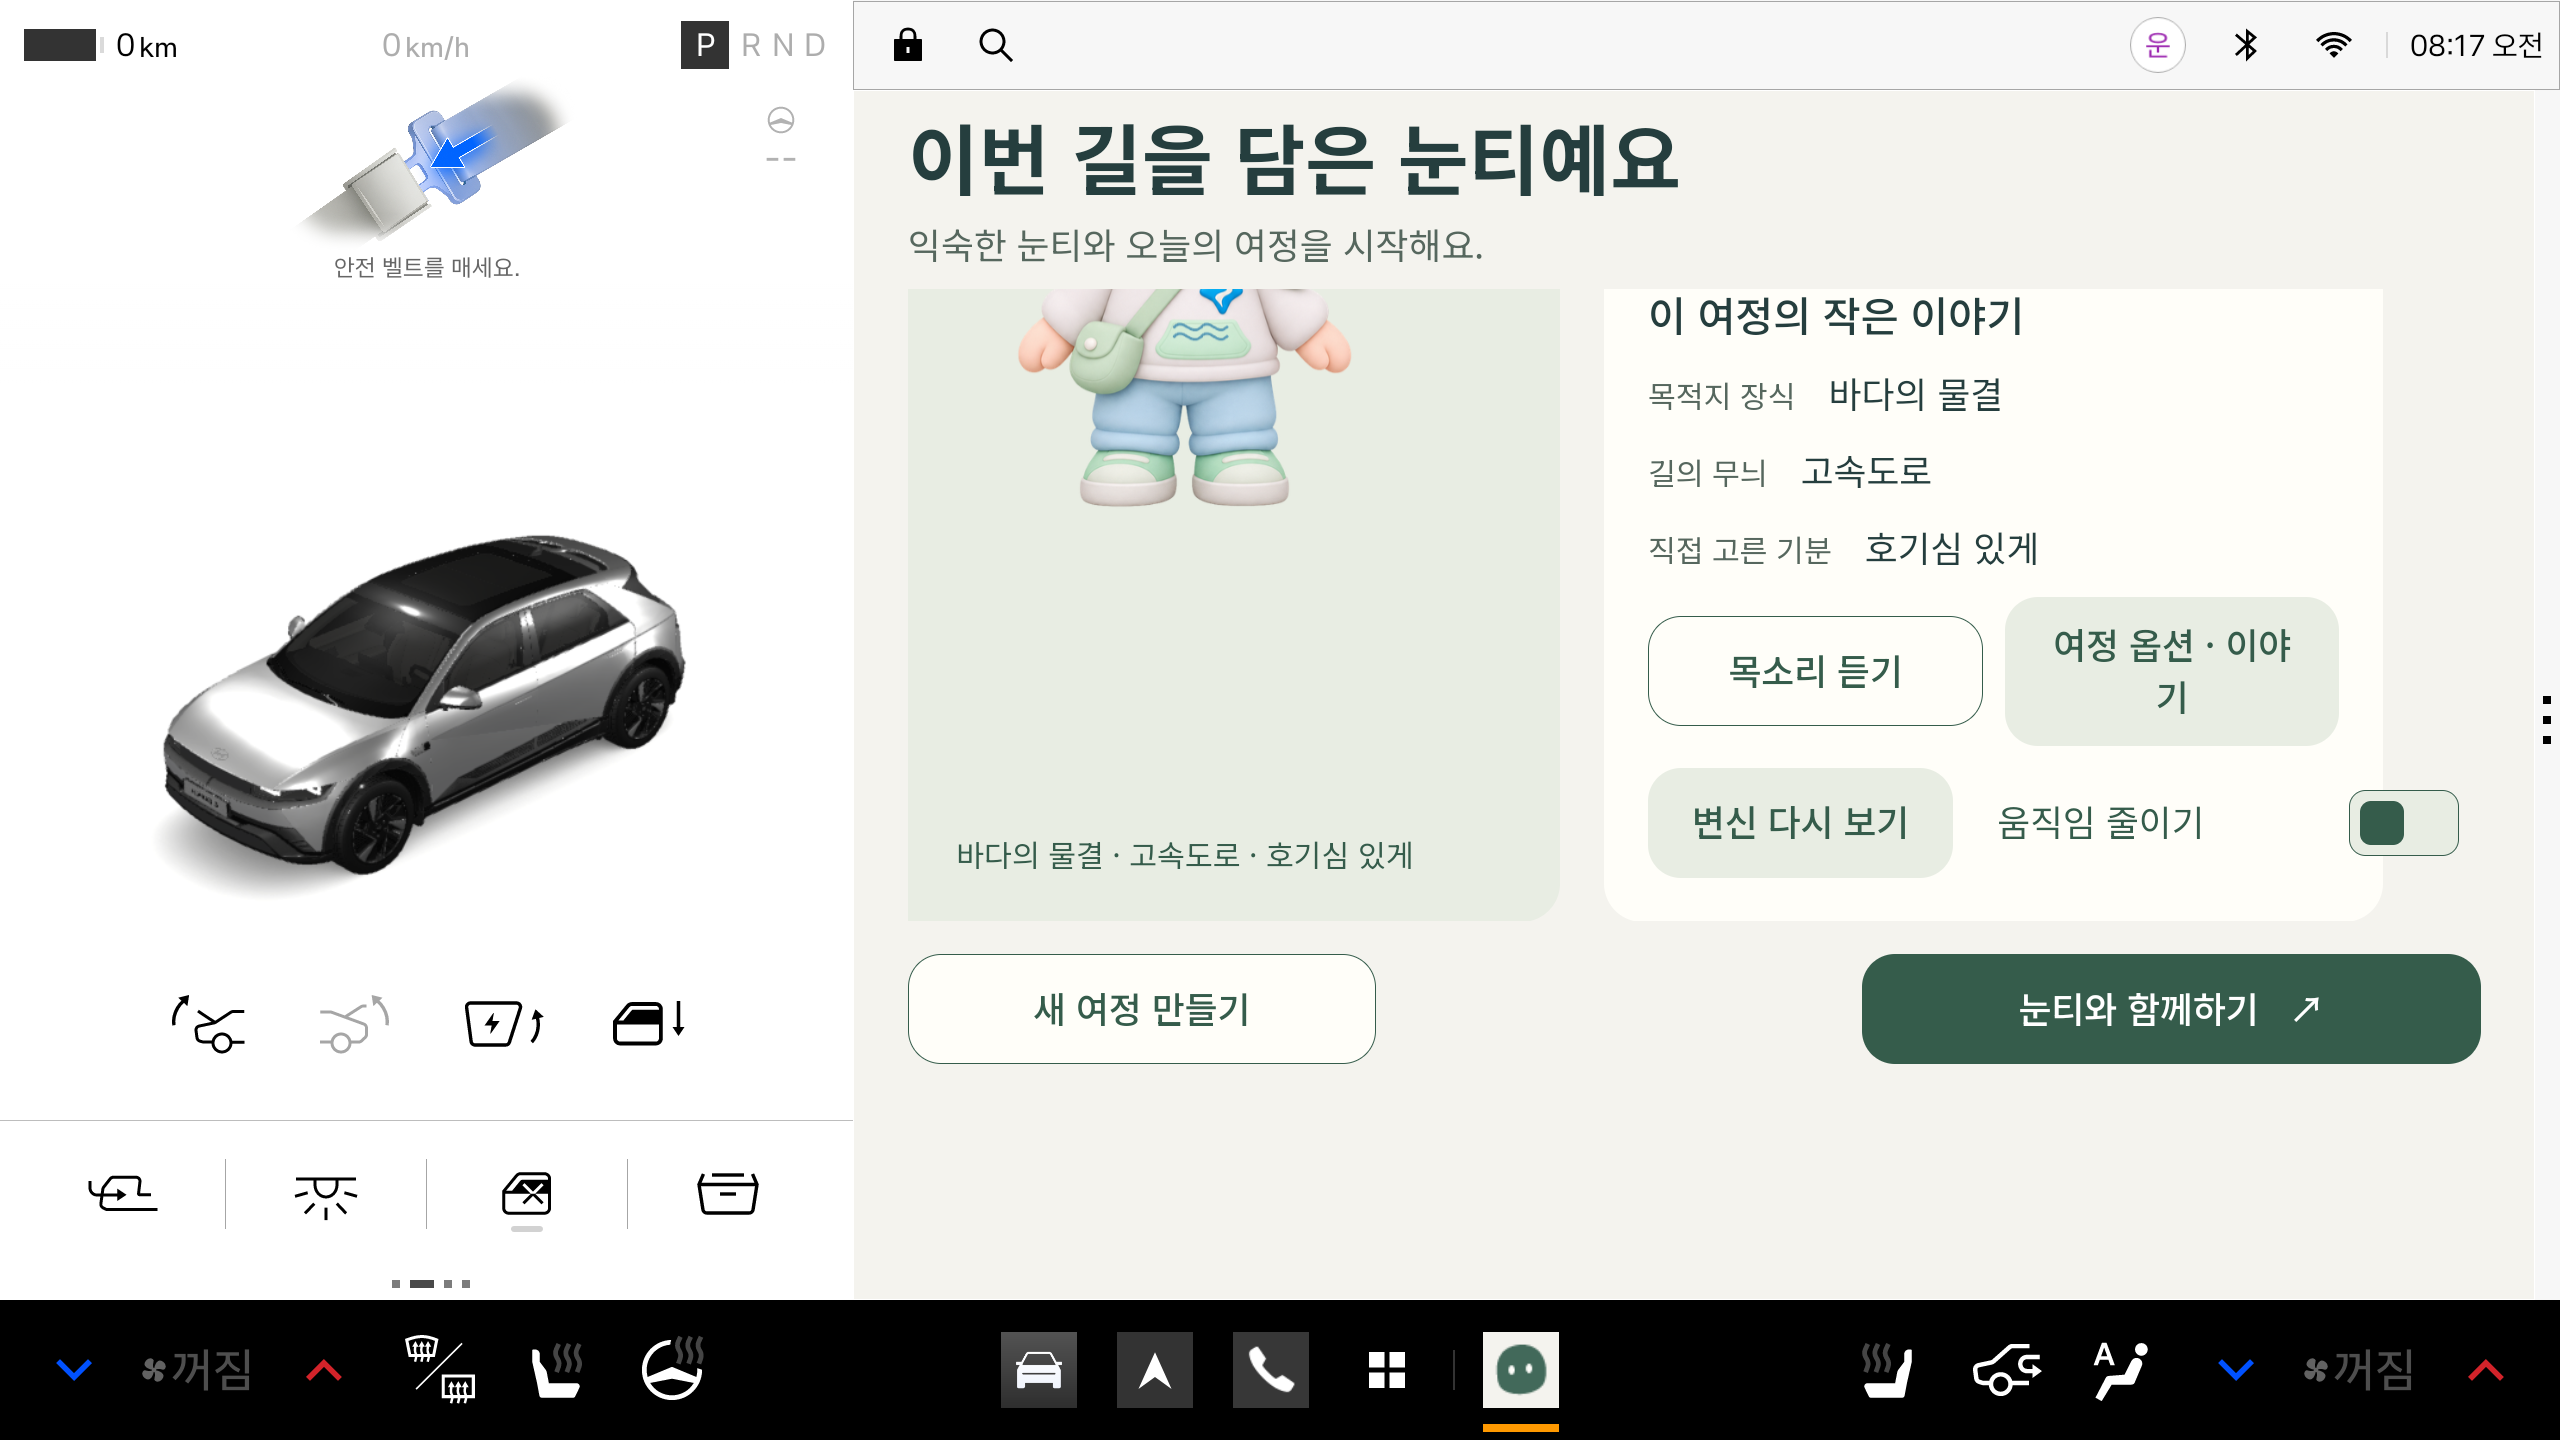 0 km
0 km/h
P R N D
운
08:17 오전
안전 벨트를 매세요.
--
이번 길을 담은 눈티예요
익숙한 눈티와 오늘의 여정을 시작해요.
이 여정의 작은 이야기
목적지 장식 바다의 물결
길의 무늬 고속도로
직접 고른 기분 호기심 있게
목소리 듣기
여정 옵션 · 이야
기
변신 다시 보기
움직임 줄이기
바다의 물결 · 고속도로 · 호기심 있게
새 여정 만들기
눈티와 함께하기 ↗
꺼짐
A
꺼짐